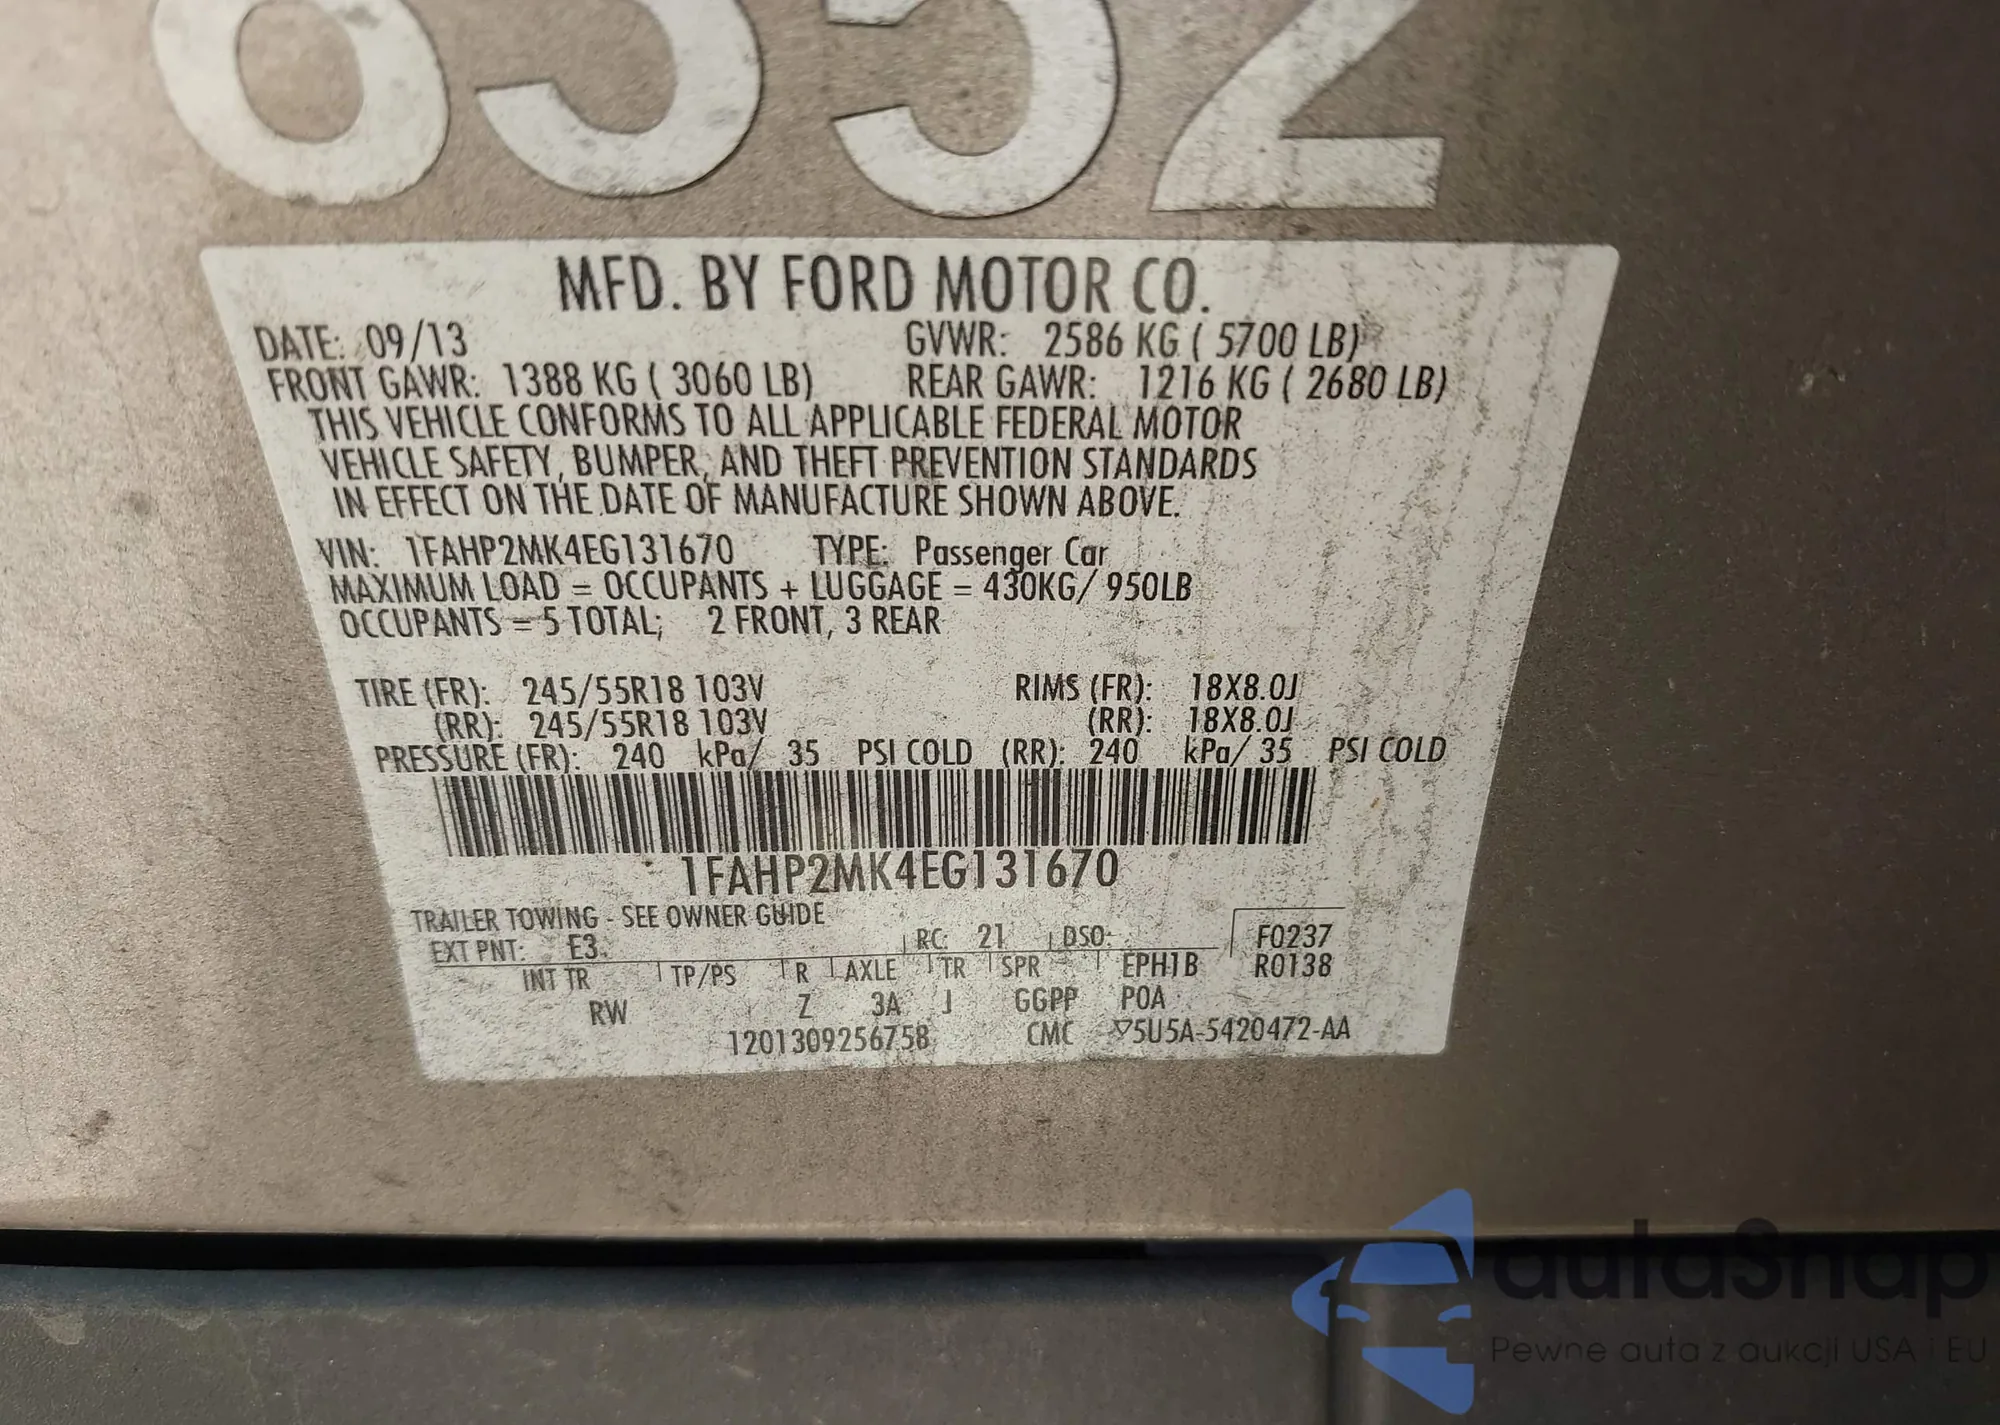 6552
MFD. BY FORD MOTOR CO.
DATE: 09/13 GVWR: 2586 KG ( 5700 LB)
FRONT GAWR: 1388 KG ( 3060 LB) REAR GAWR: 1216 KG ( 2680 LB)
THIS VEHICLE CONFORMS TO ALL APPLICABLE FEDERAL MOTOR
VEHICLE SAFETY, BUMPER, AND THEFT PREVENTION STANDARDS
IN EFFECT ON THE DATE OF MANUFACTURE SHOWN ABOVE.
VIN: 1FAHP2MK4EG131670 TYPE: Passenger Car
MAXIMUM LOAD = OCCUPANTS + LUGGAGE = 430KG/ 950LB
OCCUPANTS = 5 TOTAL; 2 FRONT, 3 REAR
TIRE (FR): 245/55R18 103V RIMS (FR): 18X8.0J
(RR): 245/55R18 103V (RR): 18X8.0J
PRESSURE (FR): 240 kPa/ 35 PSI COLD (RR): 240 kPa/ 35 PSI COLD
1FAHP2MK4EG131670
TRAILER TOWING - SEE OWNER GUIDE
EXT PNT: E3 RC: 21 DSO: F0237
INT TR TP/PS R AXLE TR SPR EPH1B R0138
RW Z 3A J GGPP POA
1201309256758 CMC ▽5U5A-5420472-AA
autoSnap
Pewne auta z aukcji USA i EU